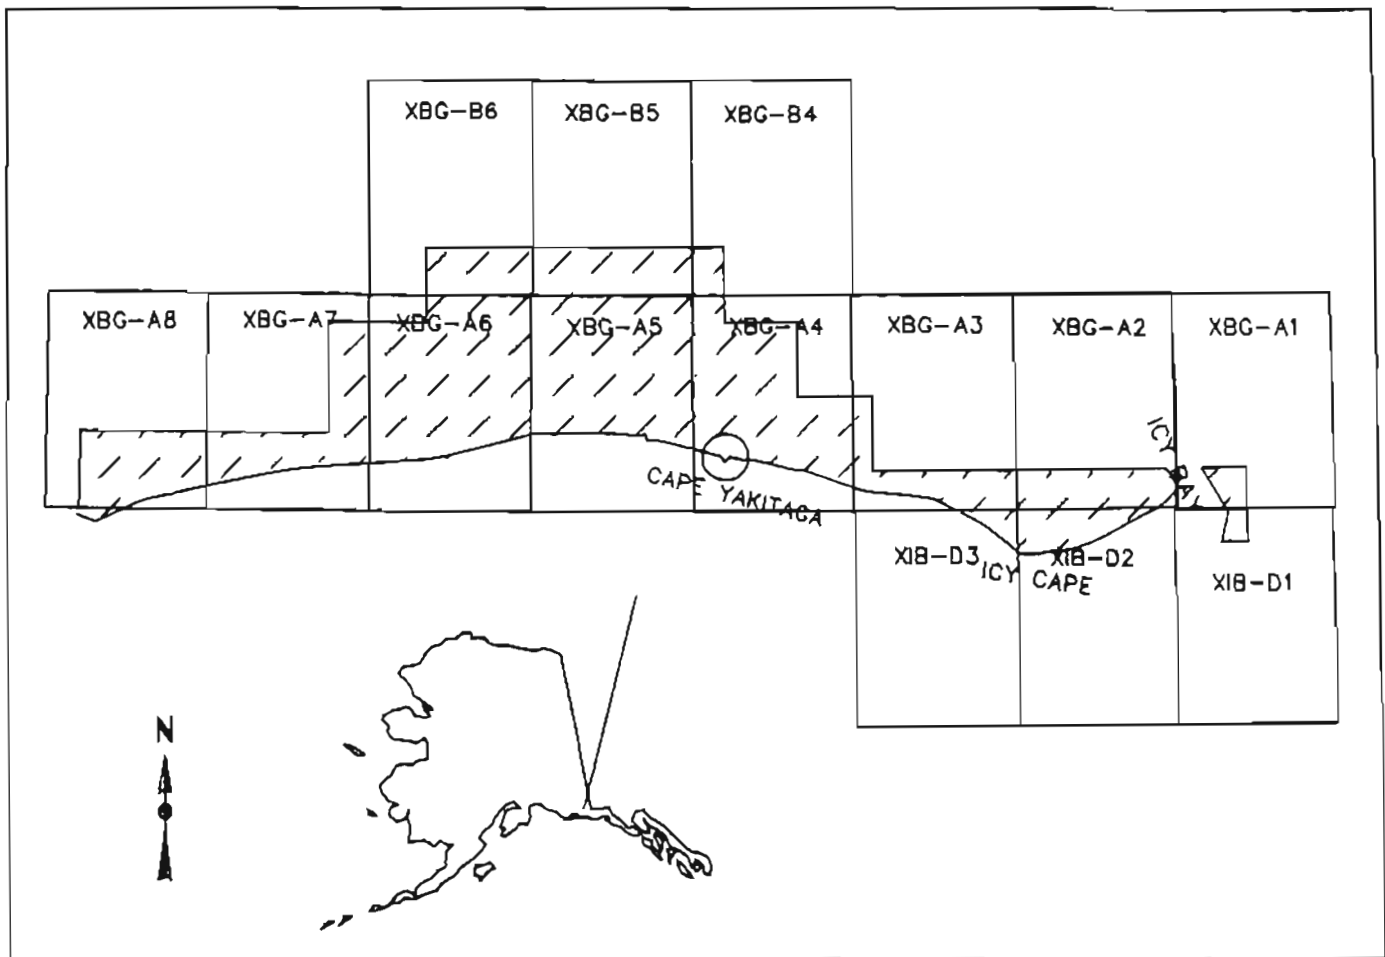 XBG-B6
XBG-B5
XBG-B4
XBG-A8
XBG-A7
XBG-A6
XBG-A5
XBG-A4
XBG-A3
XBG-A2
XBG-A1
ICY BAY
CAPE YAKITAGA
XIB-D3
XIB-D2
XIB-D1
ICY CAPE
N